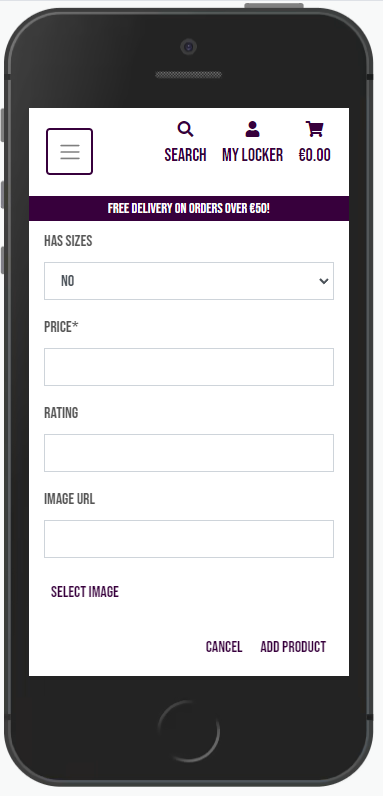 SEARCH MY LOCKER €0.00
FREE DELIVERY ON ORDERS OVER €50!
HAS SIZES
NO
PRICE*
RATING
IMAGE URL
SELECT IMAGE
CANCEL ADD PRODUCT